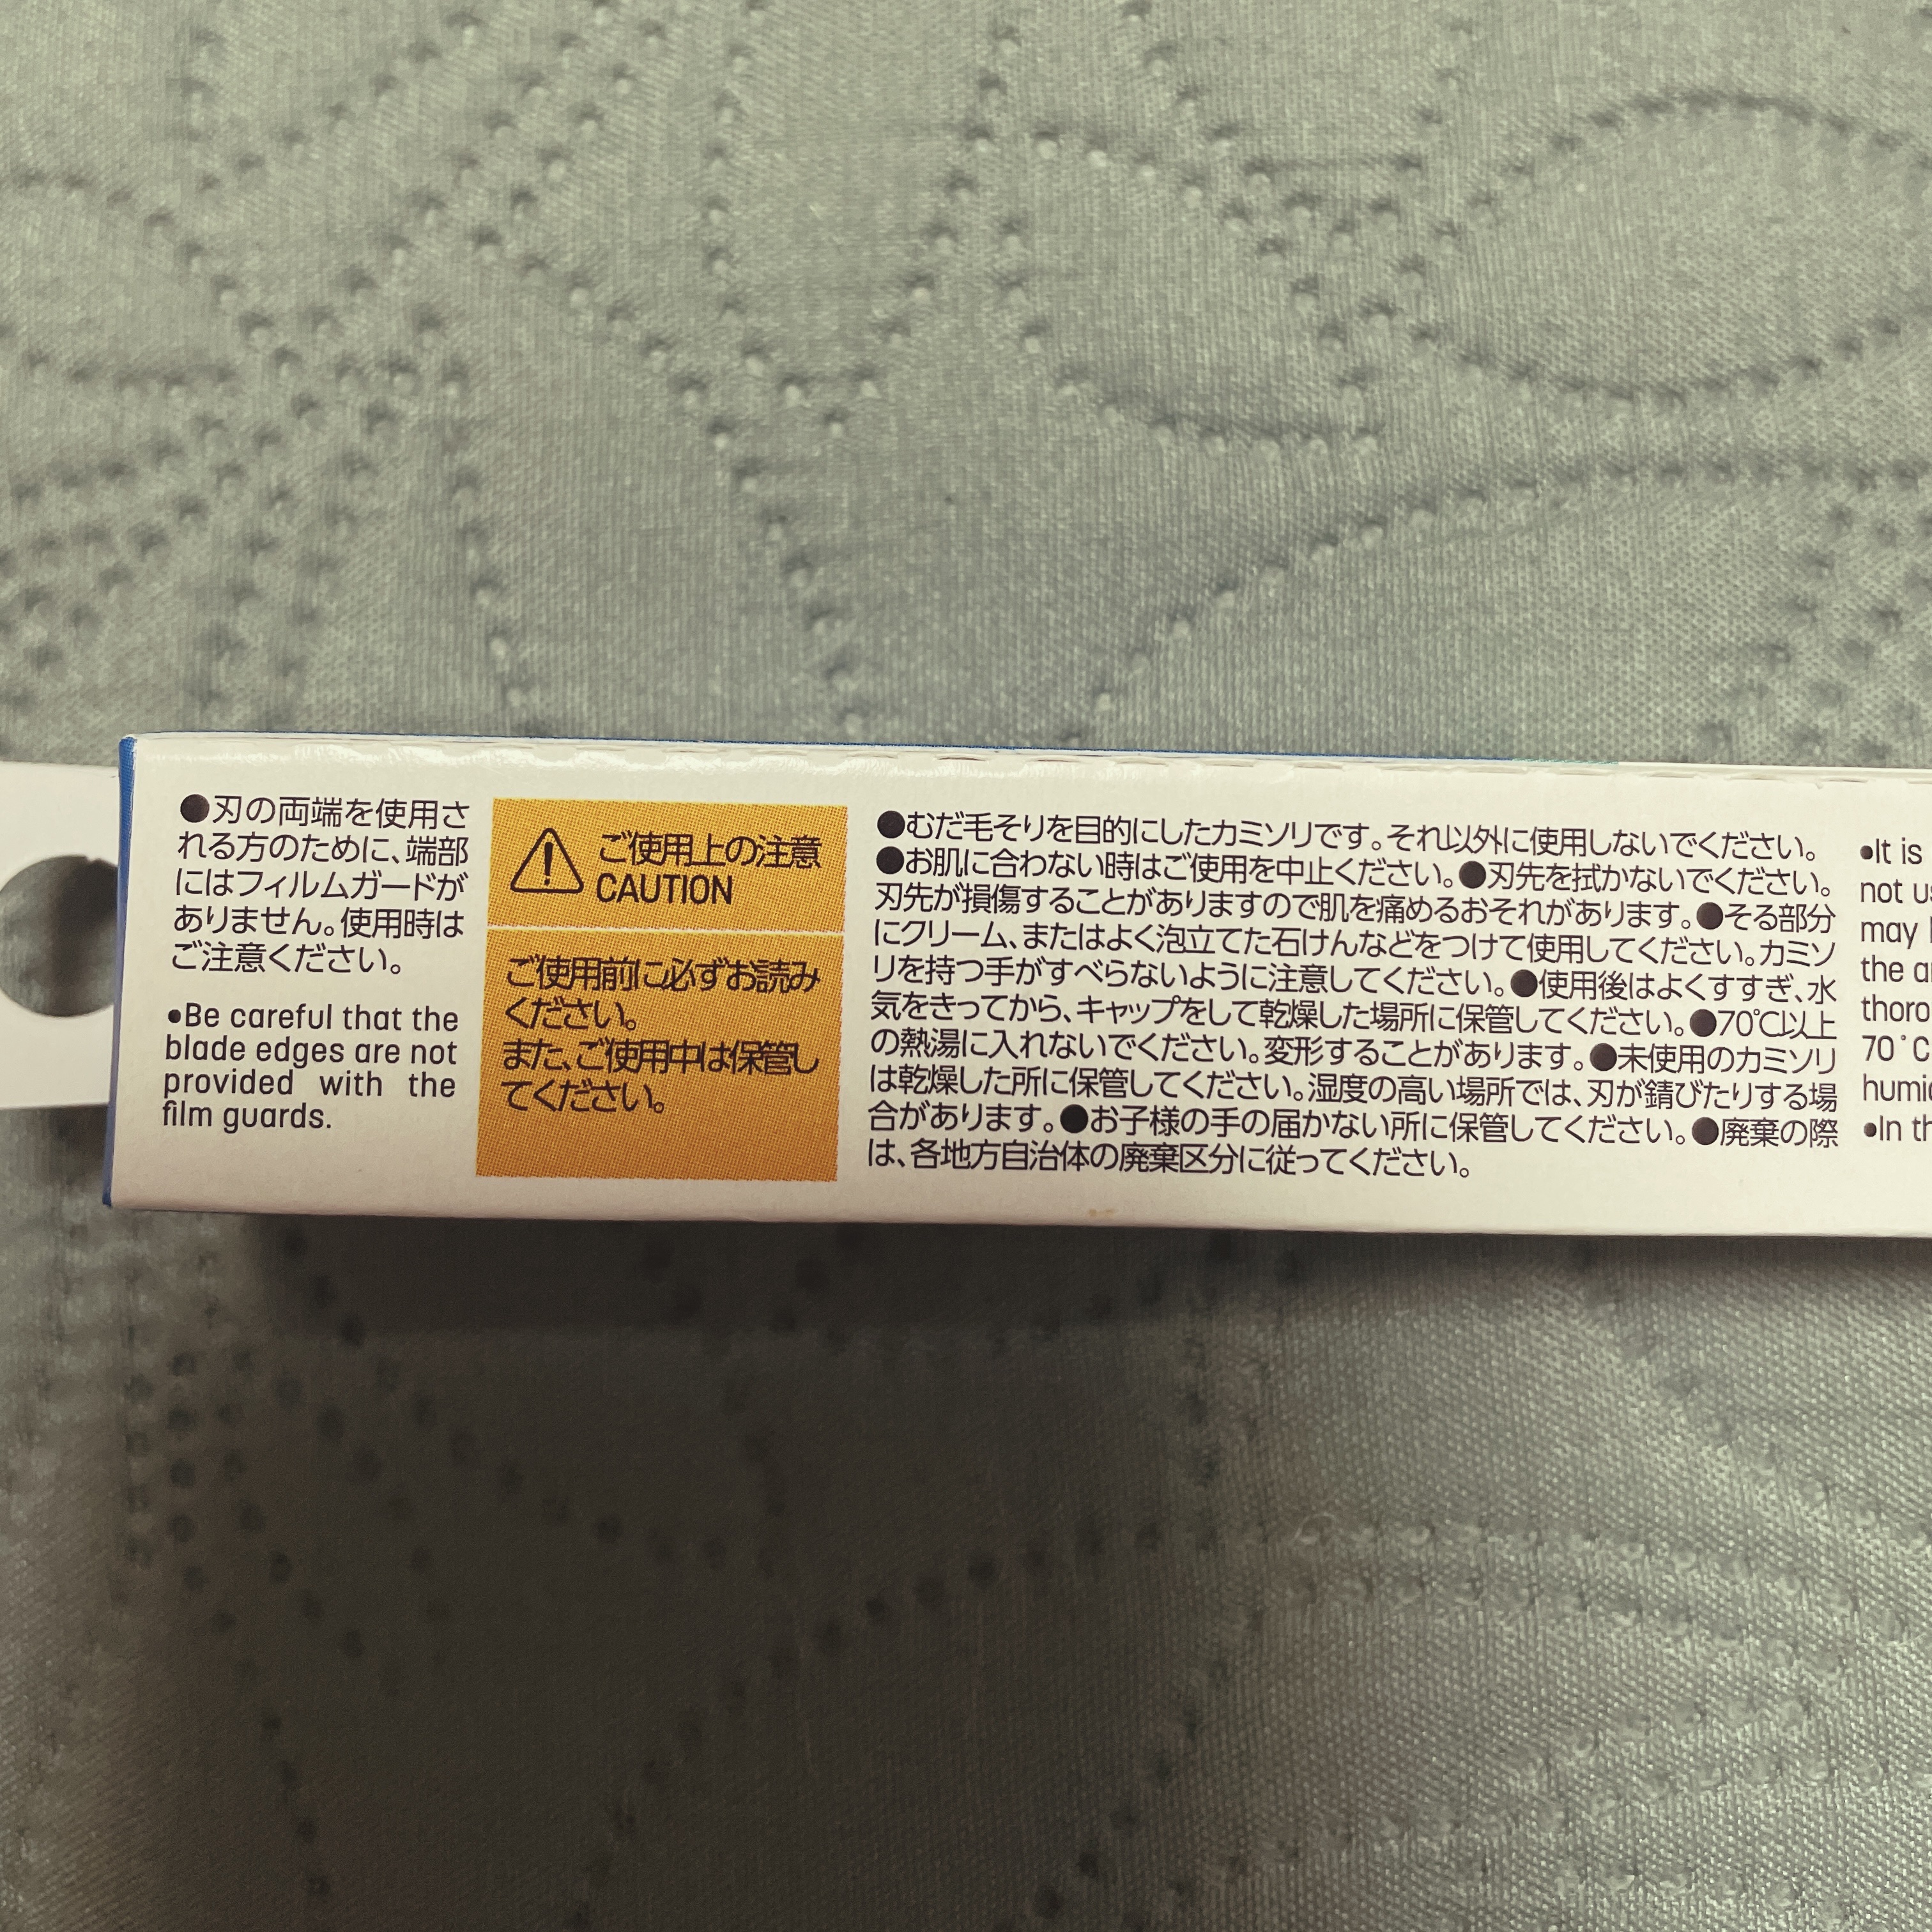 ●刃の両端を使用さ
れる方のために、端部
にはフィルムガードが
ありません。使用時は
ご注意ください。
•Be careful that the
blade edges are not
provided with the
film guards.
ご使用上の注意
CAUTION
ご使用前に必ずお読み
ください。
また、ご使用中は保管し
てください。
●むだ毛そりを目的にしたカミソリです。それ以外に使用しないでください。
●お肌に合わない時はご使用を中止ください。●刃先を拭かないでください。
刃先が損傷することがありますので肌を痛めるおそれがあります。●そる部分
にクリーム、またはよく泡立てた石けんなどをつけて使用してください。カミソ
リを持つ手がすべらないように注意してください。●使用後はよくすすぎ、水
気をきってから、キャップをして乾燥した場所に保管してください。●70℃以上
の熱湯に入れないでください。変形することがあります。●未使用のカミソリ
は乾燥した所に保管してください。湿度の高い場所では、刃が錆びたりする場
合があります。●お子様の手の届かない所に保管してください。●廃棄の際
は、各地方自治体の廃棄区分に従ってください。
•It is
not
may
the
70˚C
•In